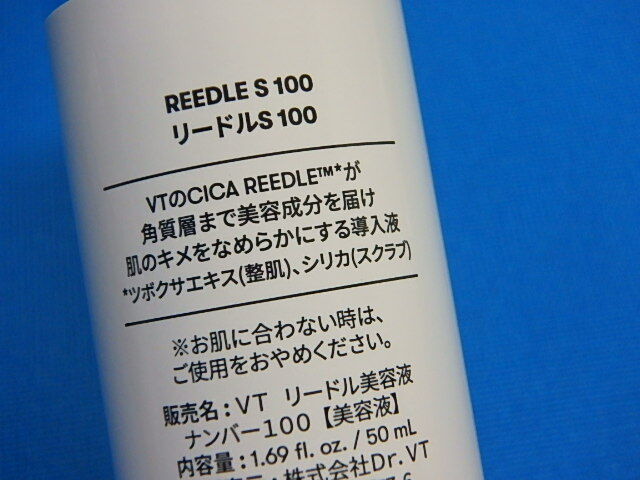 REEDLE S 100
リードルS 100
VTのCICA REEDLE™*が
角質層まで美容成分を届け
肌のキメをなめらかにする導入液
*ツボクサエキス(整肌)、シリカ(スクラブ)
※お肌に合わない時は、
ご使用をおやめください。
販売名：VT リードル美容液
ナンバー100【美容液】
内容量：1.69 fl. oz. / 50 mL
：株式会社Dr. VT